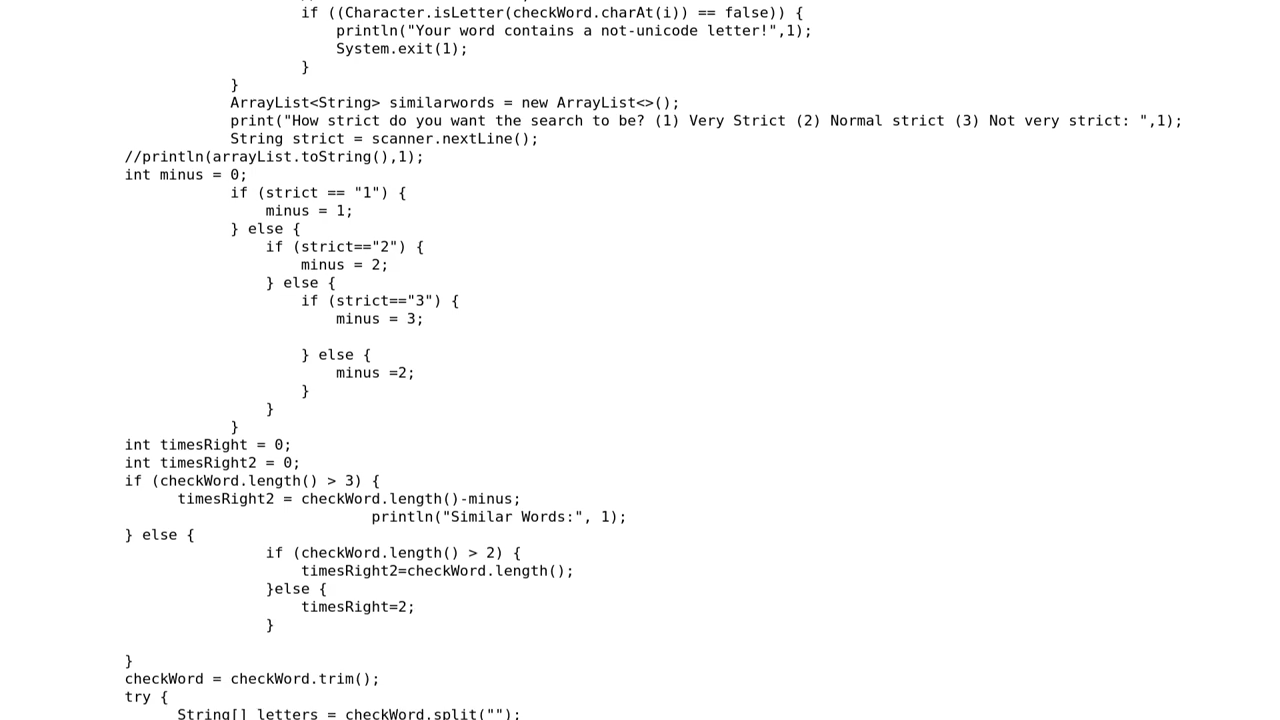 if ((Character.isLetter(checkWord.charAt(i)) == false)) {
println("Your word contains a not-unicode letter!",1);
System.exit(1);
}
}
ArrayList<String> similarwords = new ArrayList<>();
print("How strict do you want the search to be? (1) Very Strict (2) Normal strict (3) Not very strict: ",1);
String strict = scanner.nextLine();
//println(arrayList.toString(),1);
int minus = 0;
if (strict == "1") {
minus = 1;
} else {
if (strict=="2") {
minus = 2;
} else {
if (strict=="3") {
minus = 3;
} else {
minus =2;
}
}
}
int timesRight = 0;
int timesRight2 = 0;
if (checkWord.length() > 3) {
timesRight2 = checkWord.length()-minus;
println("Similar Words:", 1);
} else {
if (checkWord.length() > 2) {
timesRight2=checkWord.length();
}else {
timesRight=2;
}
}
checkWord = checkWord.trim();
try {
String[] letters = checkWord.split("");